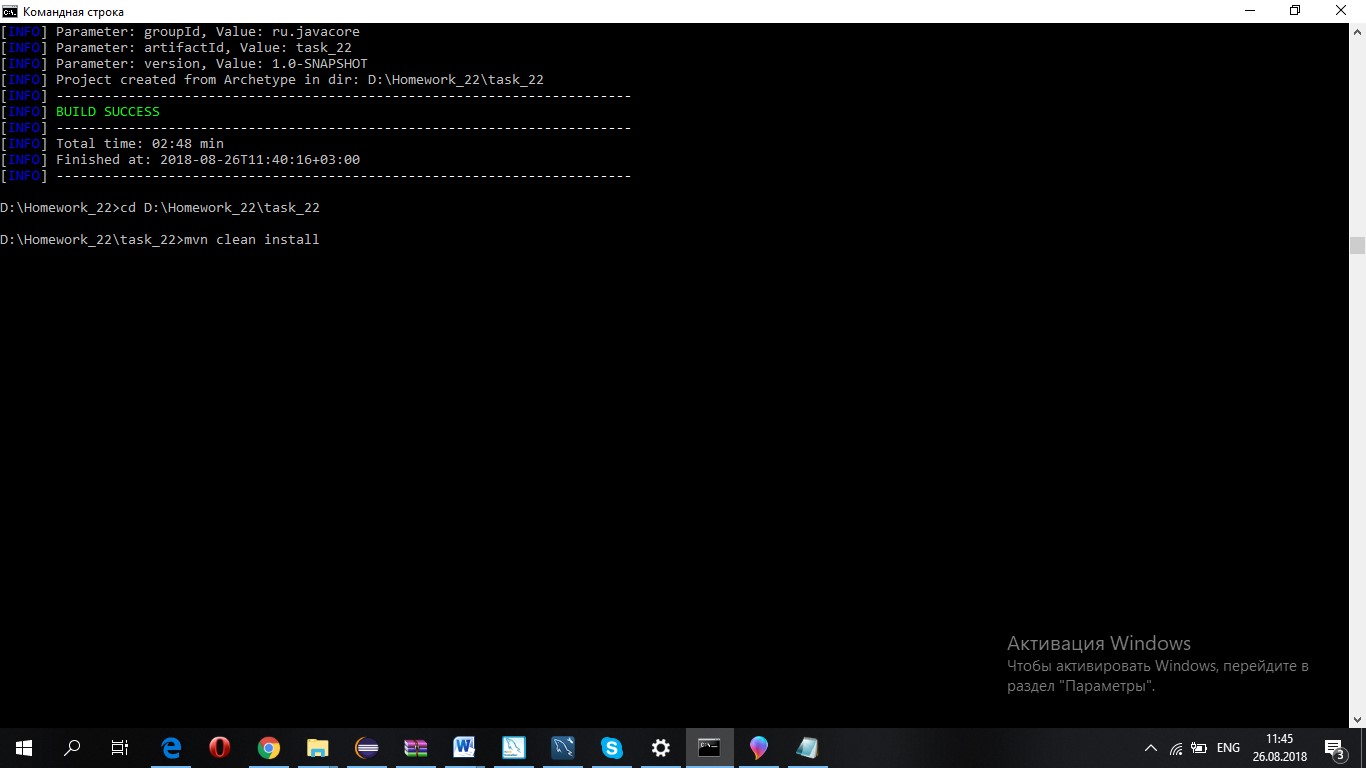 Командная строка
[INFO] Parameter: groupId, Value: ru.javacore
[INFO] Parameter: artifactId, Value: task_22
[INFO] Parameter: version, Value: 1.0-SNAPSHOT
[INFO] Project created from Archetype in dir: D:\Homework_22\task_22
[INFO] ------------------------------------------------------------------------
[INFO] BUILD SUCCESS
[INFO] ------------------------------------------------------------------------
[INFO] Total time: 02:48 min
[INFO] Finished at: 2018-08-26T11:40:16+03:00
[INFO] ------------------------------------------------------------------------
D:\Homework_22>cd D:\Homework_22\task_22
D:\Homework_22\task_22>mvn clean install
Активация Windows
Чтобы активировать Windows, перейдите в
раздел "Параметры".
ENG
11:45
26.08.2018
3